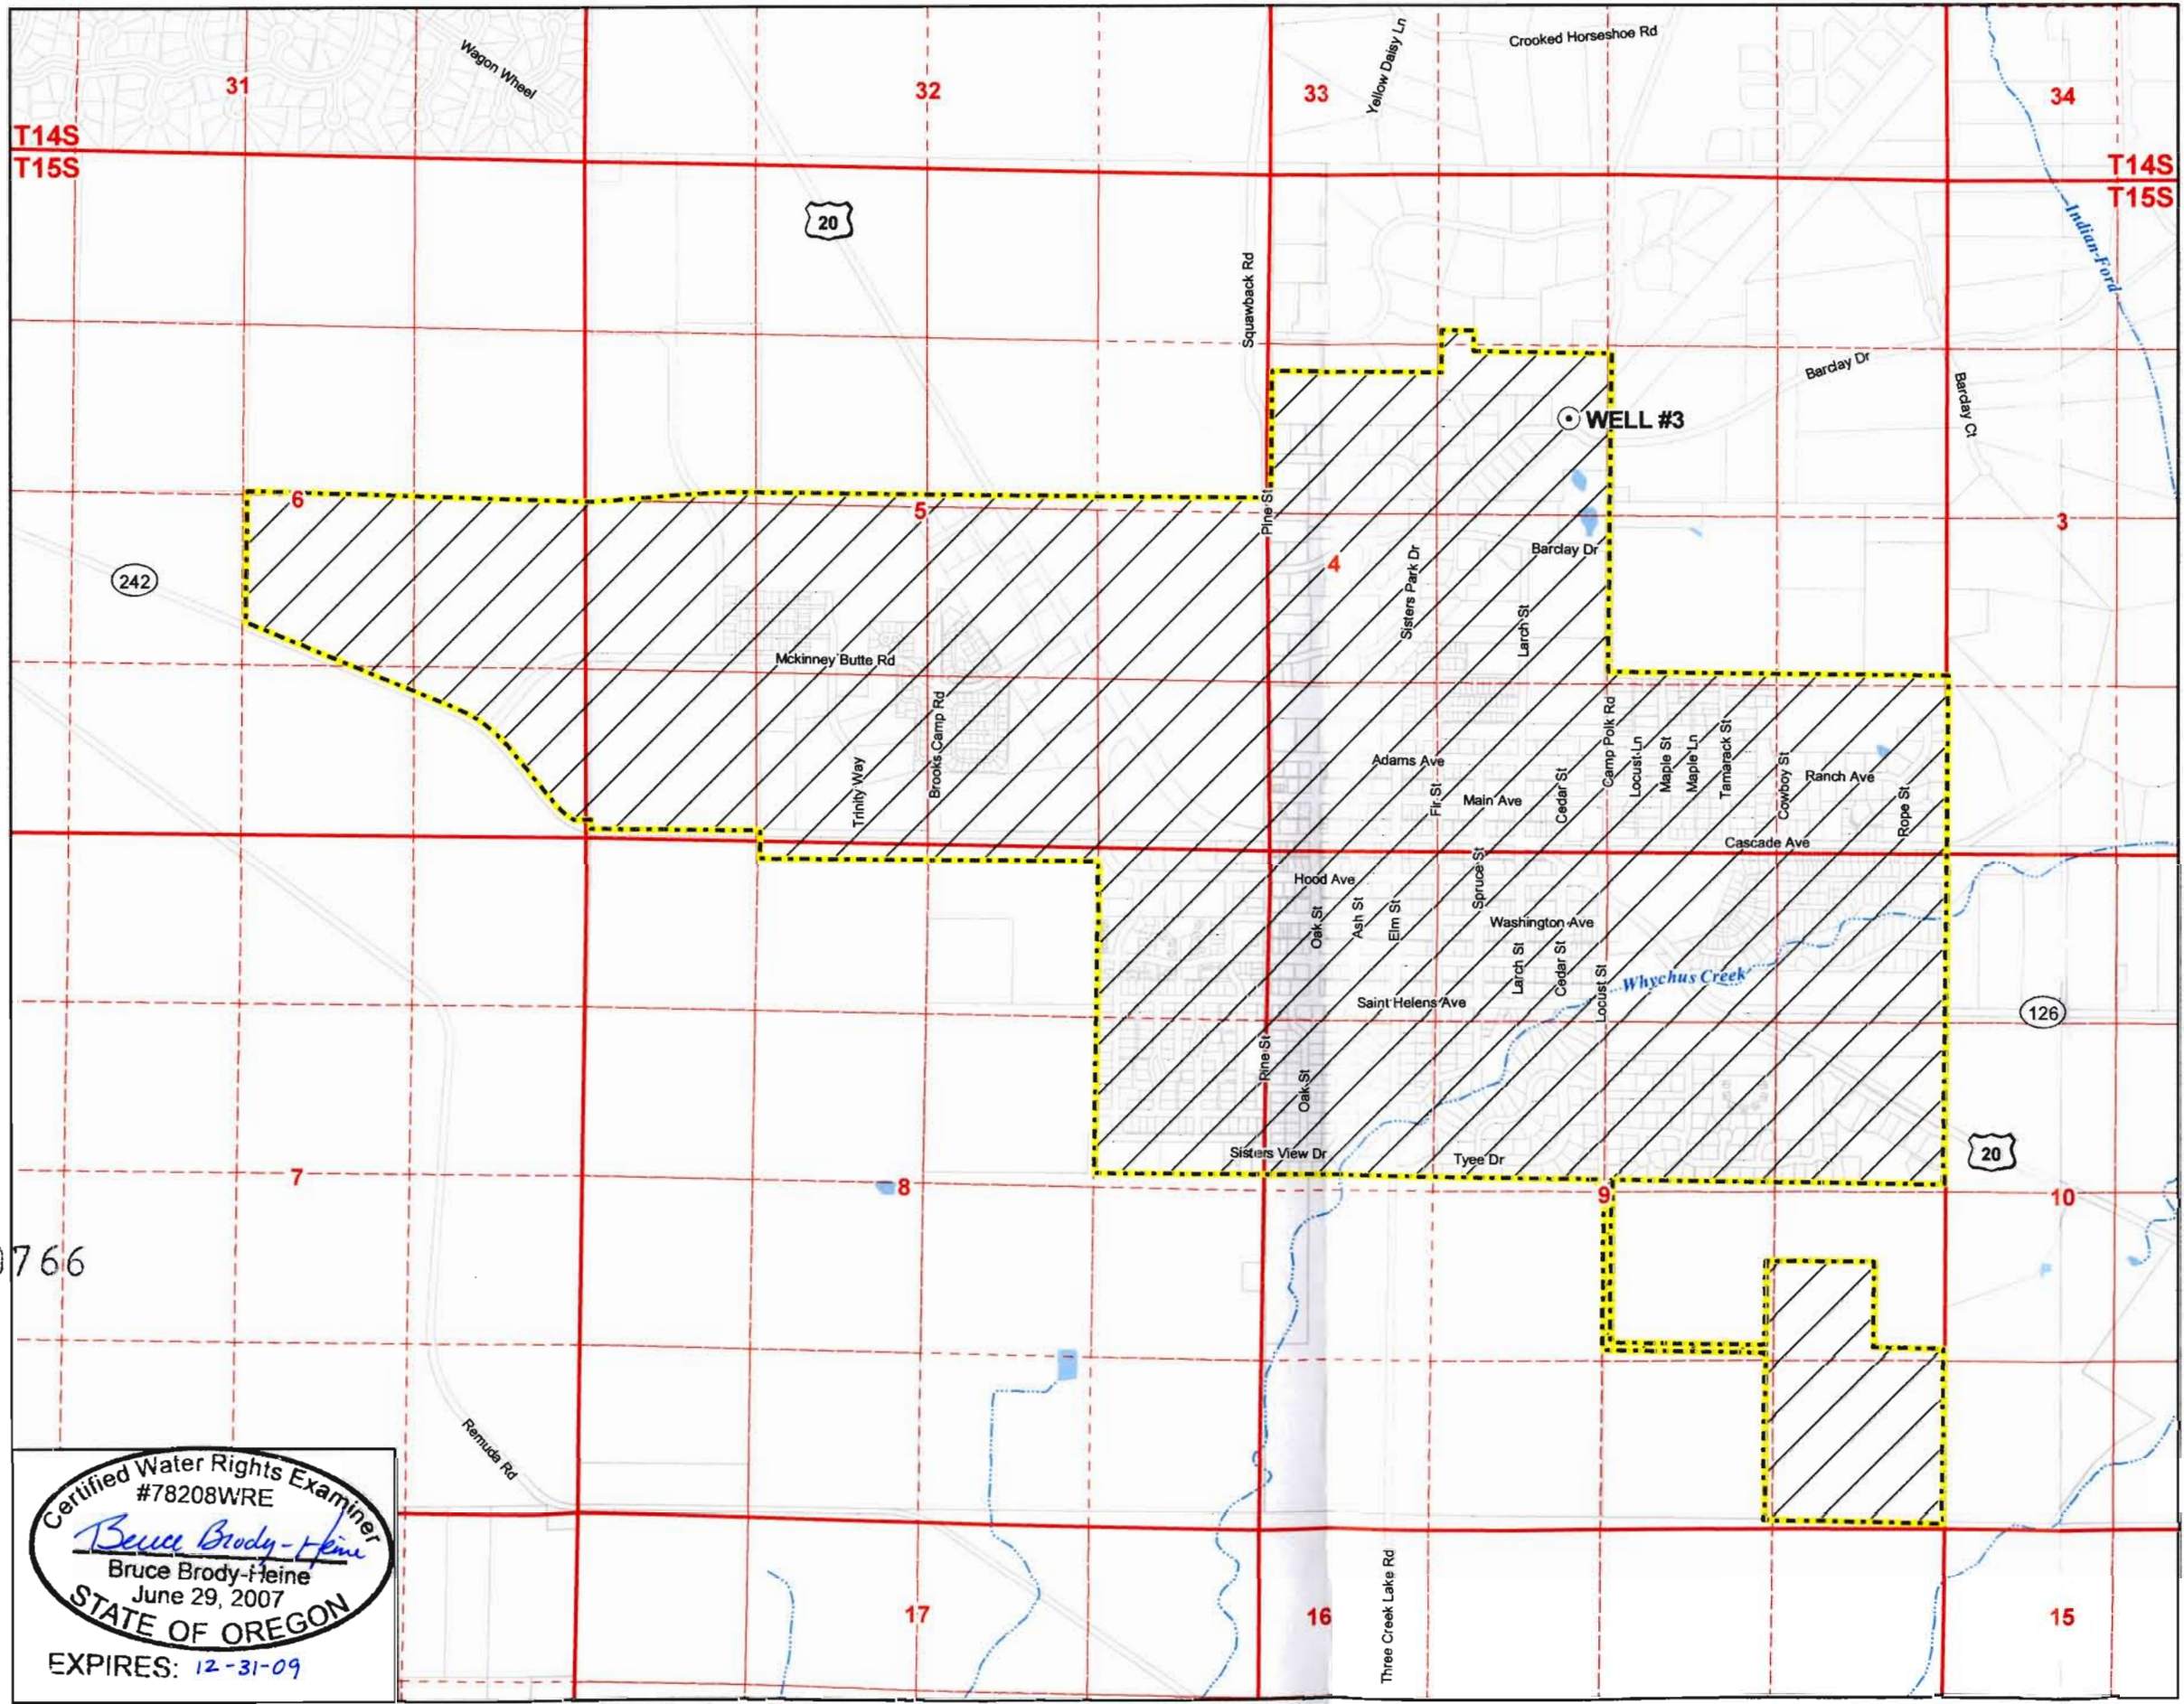 Wagon Wheel
Yellow Daisy Ln
Crooked Horseshoe Rd
31
32
33
34
T14S
T15S
T14S
T15S
20
Squawback Rd
Indian Ford
Barclay Dr
Barclay Ct
WELL #3
6
5
Pine St
4
3
242
Sisters Park Dr
Barclay Dr
Larch St
Mckinney Butte Rd
Brooks Camp Rd
Trinity Way
Adams Ave
Fir St
Main Ave
Cedar St
Camp Polk Rd
Locust Ln
Maple St
Maple Ln
Tamarack St
Cowboy St
Ranch Ave
Rope St
Cascade Ave
Hood Ave
Spruce St
Oak St
Ash St
Elm St
Washington Ave
Larch St
Cedar St
Locust St
Whychus Creek
Saint Helens Ave
126
Pine St
Oak St
Sisters View Dr
Tyee Dr
20
7
8
9
10
766
Remuda Rd
Three Creek Lake Rd
17
16
15
Certified Water Rights Examiner
#78208WRE
Bruce Brody-Heine
Bruce Brody-Heine
June 29, 2007
STATE OF OREGON
EXPIRES: 12-31-09